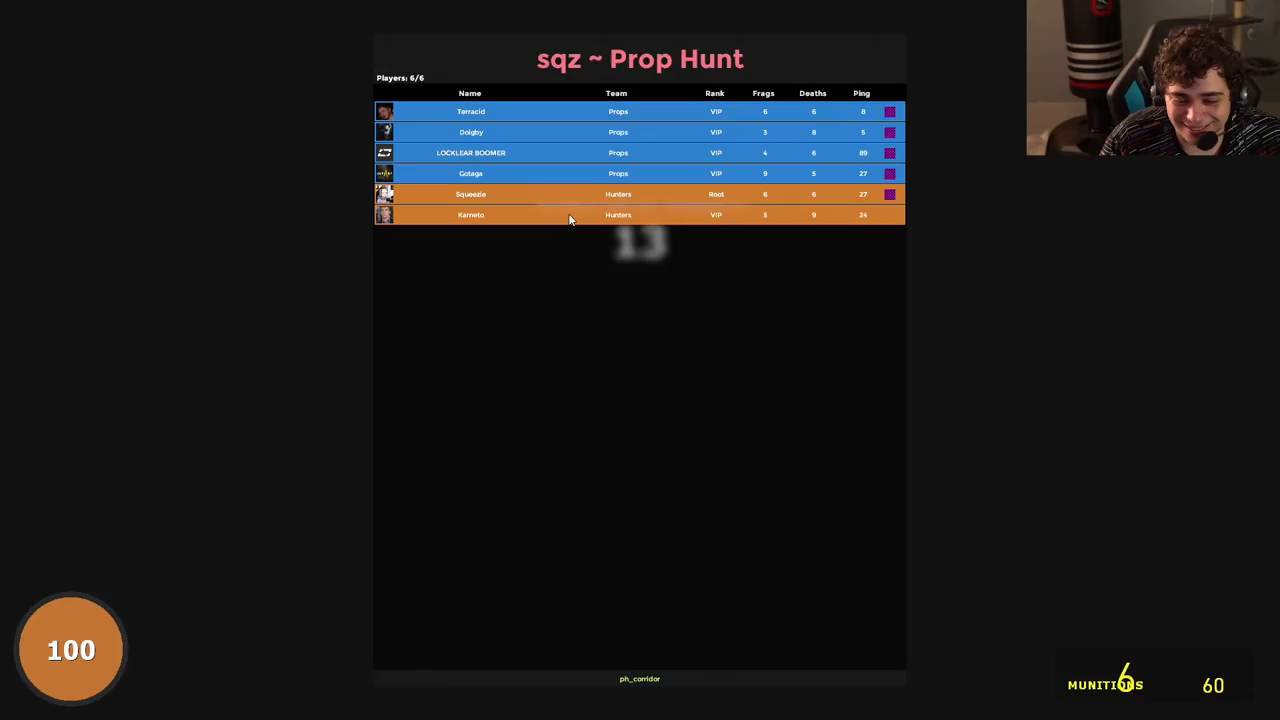 sqz ~ Prop Hunt
Players: 6/6
Name Team Rank Frags Deaths Ping
Terracid Props VIP 6 6 8
Doigby Props VIP 3 8 5
LOCKLEAR BOOMER Props VIP 4 6 89
Gotaga Props VIP 9 5 27
Squeezie Hunters Root 6 6 27
Kameto Hunters VIP 5 9 24
13
100
MUNITIONS 6 60
ph_corridor